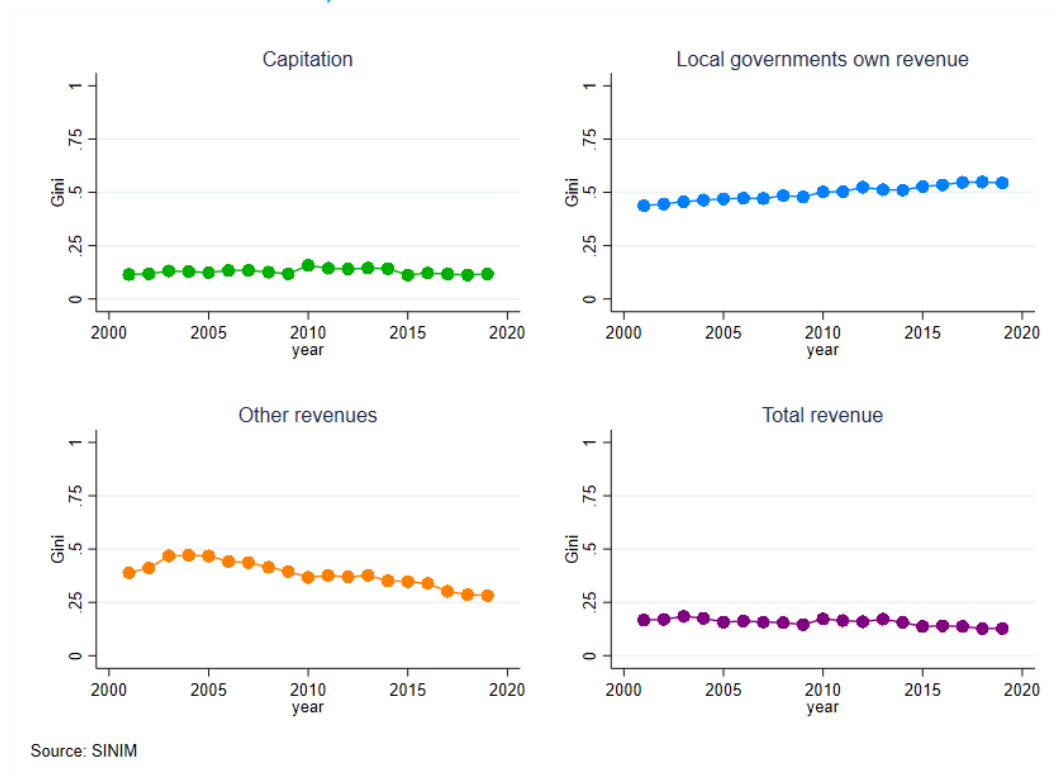 Capitation
1
.75
.5
.25
0
Gini
2000 2005 2010 2015 2020
year
Local governments own revenue
1
.75
.5
.25
0
Gini
2000 2005 2010 2015 2020
year
Other revenues
1
.75
.5
.25
0
Gini
2000 2005 2010 2015 2020
year
Total revenue
1
.75
.5
.25
0
Gini
2000 2005 2010 2015 2020
year
Source: SINIM